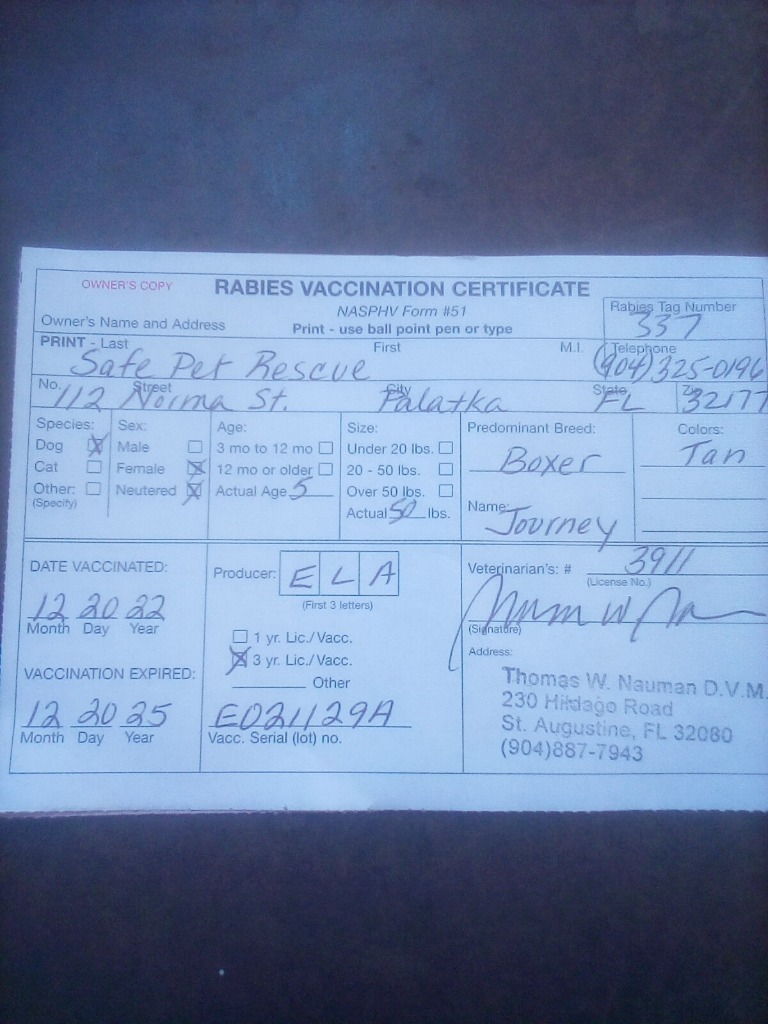 OWNER'S COPY RABIES VACCINATION CERTIFICATE
NASPHV Form #51
Rabies Tag Number
337
Owner's Name and Address Print - use ball point pen or type
PRINT - Last First M.I. Telephone
Safe Pet Rescue (904) 325-0196
No. Street City State Zip
112 Norma St. Palatka FL 32177
Species: Sex: Age: Size: Predominant Breed: Colors:
Dog X Male 3 mo to 12 mo Under 20 lbs. Boxer Tan
Cat Female X 12 mo or older 20 - 50 lbs.
Other: Neutered X Actual Age 5 Over 50 lbs.
(Specify) Actual 50 lbs. Name: Journey
DATE VACCINATED:
12 20 22
Month Day Year
Producer: E L A
(First 3 letters)
Veterinarian's: # 3911
(License No.)
1 yr. Lic./Vacc.
X 3 yr. Lic./Vacc.
Other
(Signature)
VACCINATION EXPIRED:
12 20 25
Month Day Year
E021129A
Vacc. Serial (lot) no.
Address:
Thomas W. Nauman D.V.M.
230 Hildago Road
St. Augustine, FL 32080
(904)887-7943